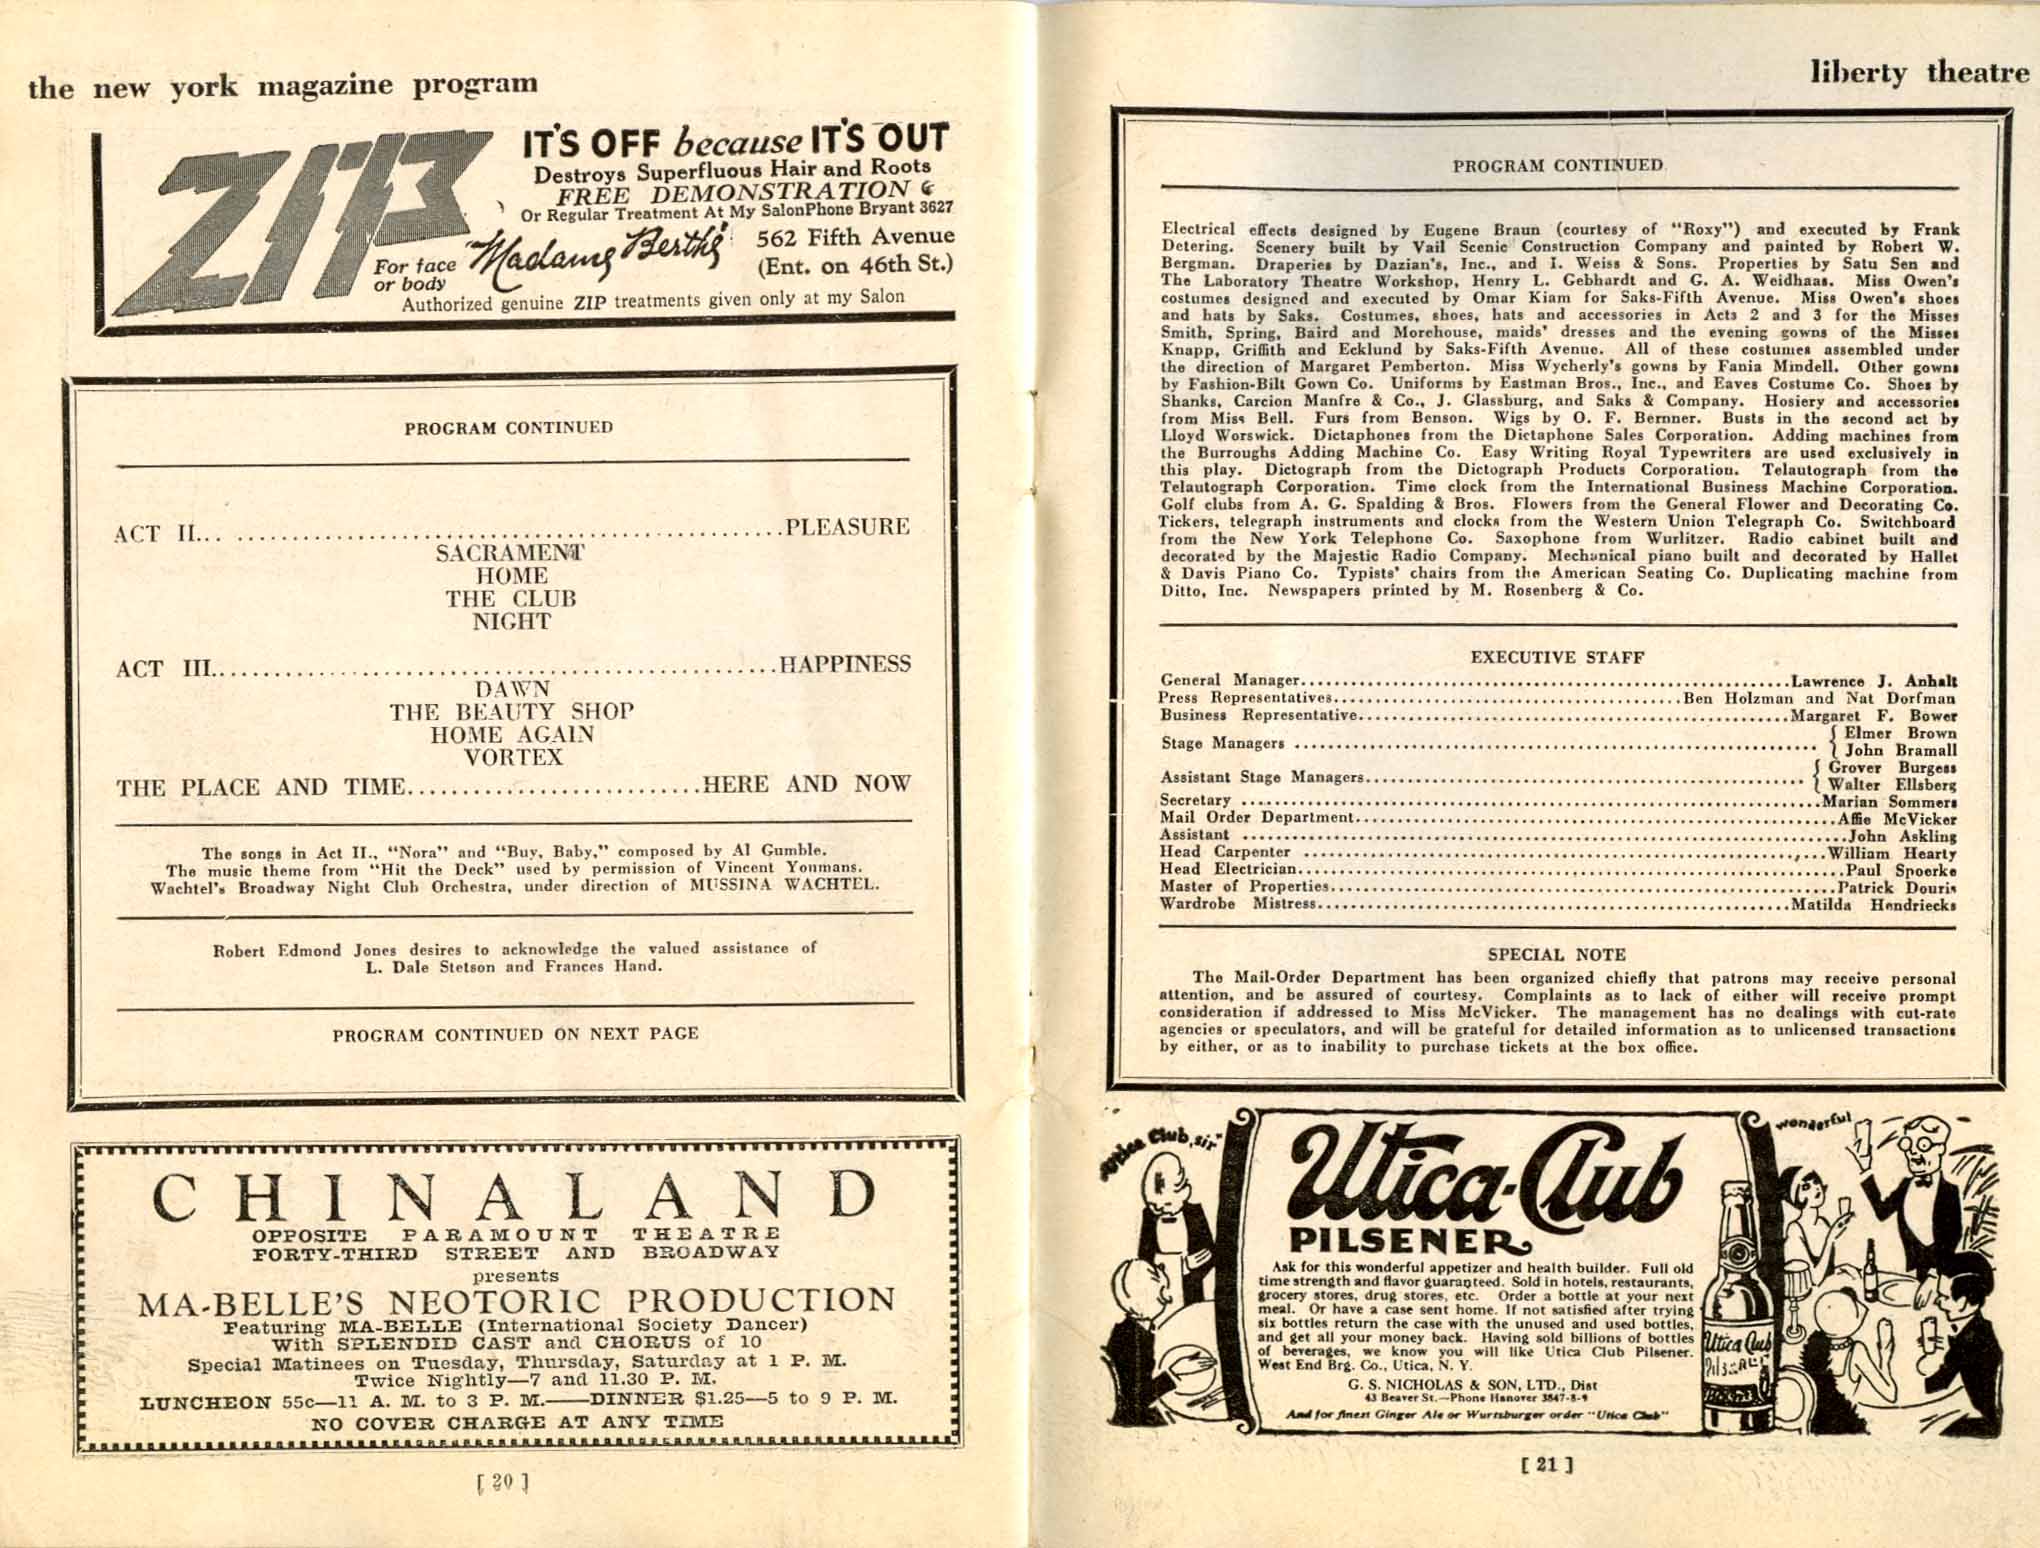 the new york magazine program
ZIP
IT'S OFF because IT'S OUT
Destroys Superfluous Hair and Roots
FREE DEMONSTRATION
Or Regular Treatment At My Salon Phone Bryant 3627
For face
or body
Madame Berthé
562 Fifth Avenue
(Ent. on 46th St.)
Authorized genuine ZIP treatments given only at my Salon
PROGRAM CONTINUED
ACT II... ................................................PLEASURE
SACRAMENT
HOME
THE CLUB
NIGHT
ACT III.....................................................HAPPINESS
DAWN
THE BEAUTY SHOP
HOME AGAIN
VORTEX
THE PLACE AND TIME...........................HERE AND NOW
The songs in Act II., "Nora" and "Buy, Baby," composed by Al Gumble.
The music theme from "Hit the Deck" used by permission of Vincent Youmans.
Wachtel's Broadway Night Club Orchestra, under direction of MUSSINA WACHTEL.
Robert Edmond Jones desires to acknowledge the valued assistance of
L. Dale Stetson and Frances Hand.
PROGRAM CONTINUED ON NEXT PAGE
CHINALAND
OPPOSITE PARAMOUNT THEATRE
FORTY-THIRD STREET AND BROADWAY
presents
MA-BELLE'S NEOTORIC PRODUCTION
Featuring MA-BELLE (International Society Dancer)
With SPLENDID CAST and CHORUS of 10
Special Matinees on Tuesday, Thursday, Saturday at 1 P. M.
Twice Nightly—7 and 11.30 P. M.
LUNCHEON 55c—11 A. M. to 3 P. M.——DINNER $1.25—5 to 9 P. M.
NO COVER CHARGE AT ANY TIME
[ 20 ]
liberty theatre
PROGRAM CONTINUED
Electrical effects designed by Eugene Braun (courtesy of "Roxy") and executed by Frank
Detering. Scenery built by Vail Scenic Construction Company and painted by Robert W.
Bergman. Draperies by Dazian's, Inc., and I. Weiss & Sons. Properties by Satu Sen and
The Laboratory Theatre Workshop, Henry L. Gebhardt and G. A. Weidhaas. Miss Owen's
costumes designed and executed by Omar Kiam for Saks-Fifth Avenue. Miss Owen's shoes
and hats by Saks. Costumes, shoes, hats and accessories in Acts 2 and 3 for the Misses
Smith, Spring, Baird and Morehouse, maids' dresses and the evening gowns of the Misses
Knapp, Griffith and Ecklund by Saks-Fifth Avenue. All of these costumes assembled under
the direction of Margaret Pemberton. Miss Wycherly's gowns by Fania Mindell. Other gowns
by Fashion-Bilt Gown Co. Uniforms by Eastman Bros., Inc., and Eaves Costume Co. Shoes by
Shanks, Carcion Manfre & Co., J. Glassburg, and Saks & Company. Hosiery and accessories
from Miss Bell. Furs from Benson. Wigs by O. F. Bernner. Busts in the second act by
Lloyd Worswick. Dictaphones from the Dictaphone Sales Corporation. Adding machines from
the Burroughs Adding Machine Co. Easy Writing Royal Typewriters are used exclusively in
this play. Dictograph from the Dictograph Products Corporation. Telautograph from the
Telautograph Corporation. Time clock from the International Business Machine Corporation.
Golf clubs from A. G. Spalding & Bros. Flowers from the General Flower and Decorating Co.
Tickers, telegraph instruments and clocks from the Western Union Telegraph Co. Switchboard
from the New York Telephone Co. Saxophone from Wurlitzer. Radio cabinet built and
decorated by the Majestic Radio Company. Mechanical piano built and decorated by Hallet
& Davis Piano Co. Typists' chairs from the American Seating Co. Duplicating machine from
Ditto, Inc. Newspapers printed by M. Rosenberg & Co.
EXECUTIVE STAFF
General Manager..........................................Lawrence J. Anhalt
Press Representatives..............................Ben Holzman and Nat Dorfman
Business Representative..................................Margaret F. Bower
Stage Managers ..........................................{ Elmer Brown
{ John Bramall
Assistant Stage Managers.................................{ Grover Burgess
{ Walter Ellsberg
Secretary ...............................................Marian Sommers
Mail Order Department....................................Affie McVicker
Assistant ...............................................John Askling
Head Carpenter ..........................................William Hearty
Head Electrician.........................................Paul Spoerke
Master of Properties.....................................Patrick Douris
Wardrobe Mistress........................................Matilda Hendriecks
SPECIAL NOTE
The Mail-Order Department has been organized chiefly that patrons may receive personal
attention, and be assured of courtesy. Complaints as to lack of either will receive prompt
consideration if addressed to Miss McVicker. The management has no dealings with cut-rate
agencies or speculators, and will be grateful for detailed information as to unlicensed transactions
by either, or as to inability to purchase tickets at the box office.
"Utica Club, sir"
wonderful
Utica-Club
PILSENER
Ask for this wonderful appetizer and health builder. Full old
time strength and flavor guaranteed. Sold in hotels, restaurants,
grocery stores, drug stores, etc. Order a bottle at your next
meal. Or have a case sent home. If not satisfied after trying
six bottles return the case with the unused and used bottles,
and get all your money back. Having sold billions of bottles
of beverages, we know you will like Utica Club Pilsener.
West End Brg. Co., Utica, N. Y.
G. S. NICHOLAS & SON, LTD., Dist
43 Beaver St.—Phone Hanover 3847-8-9
And for finest Ginger Ale or Wurtsburger order "Utica Club"
Utica Club
[ 21 ]